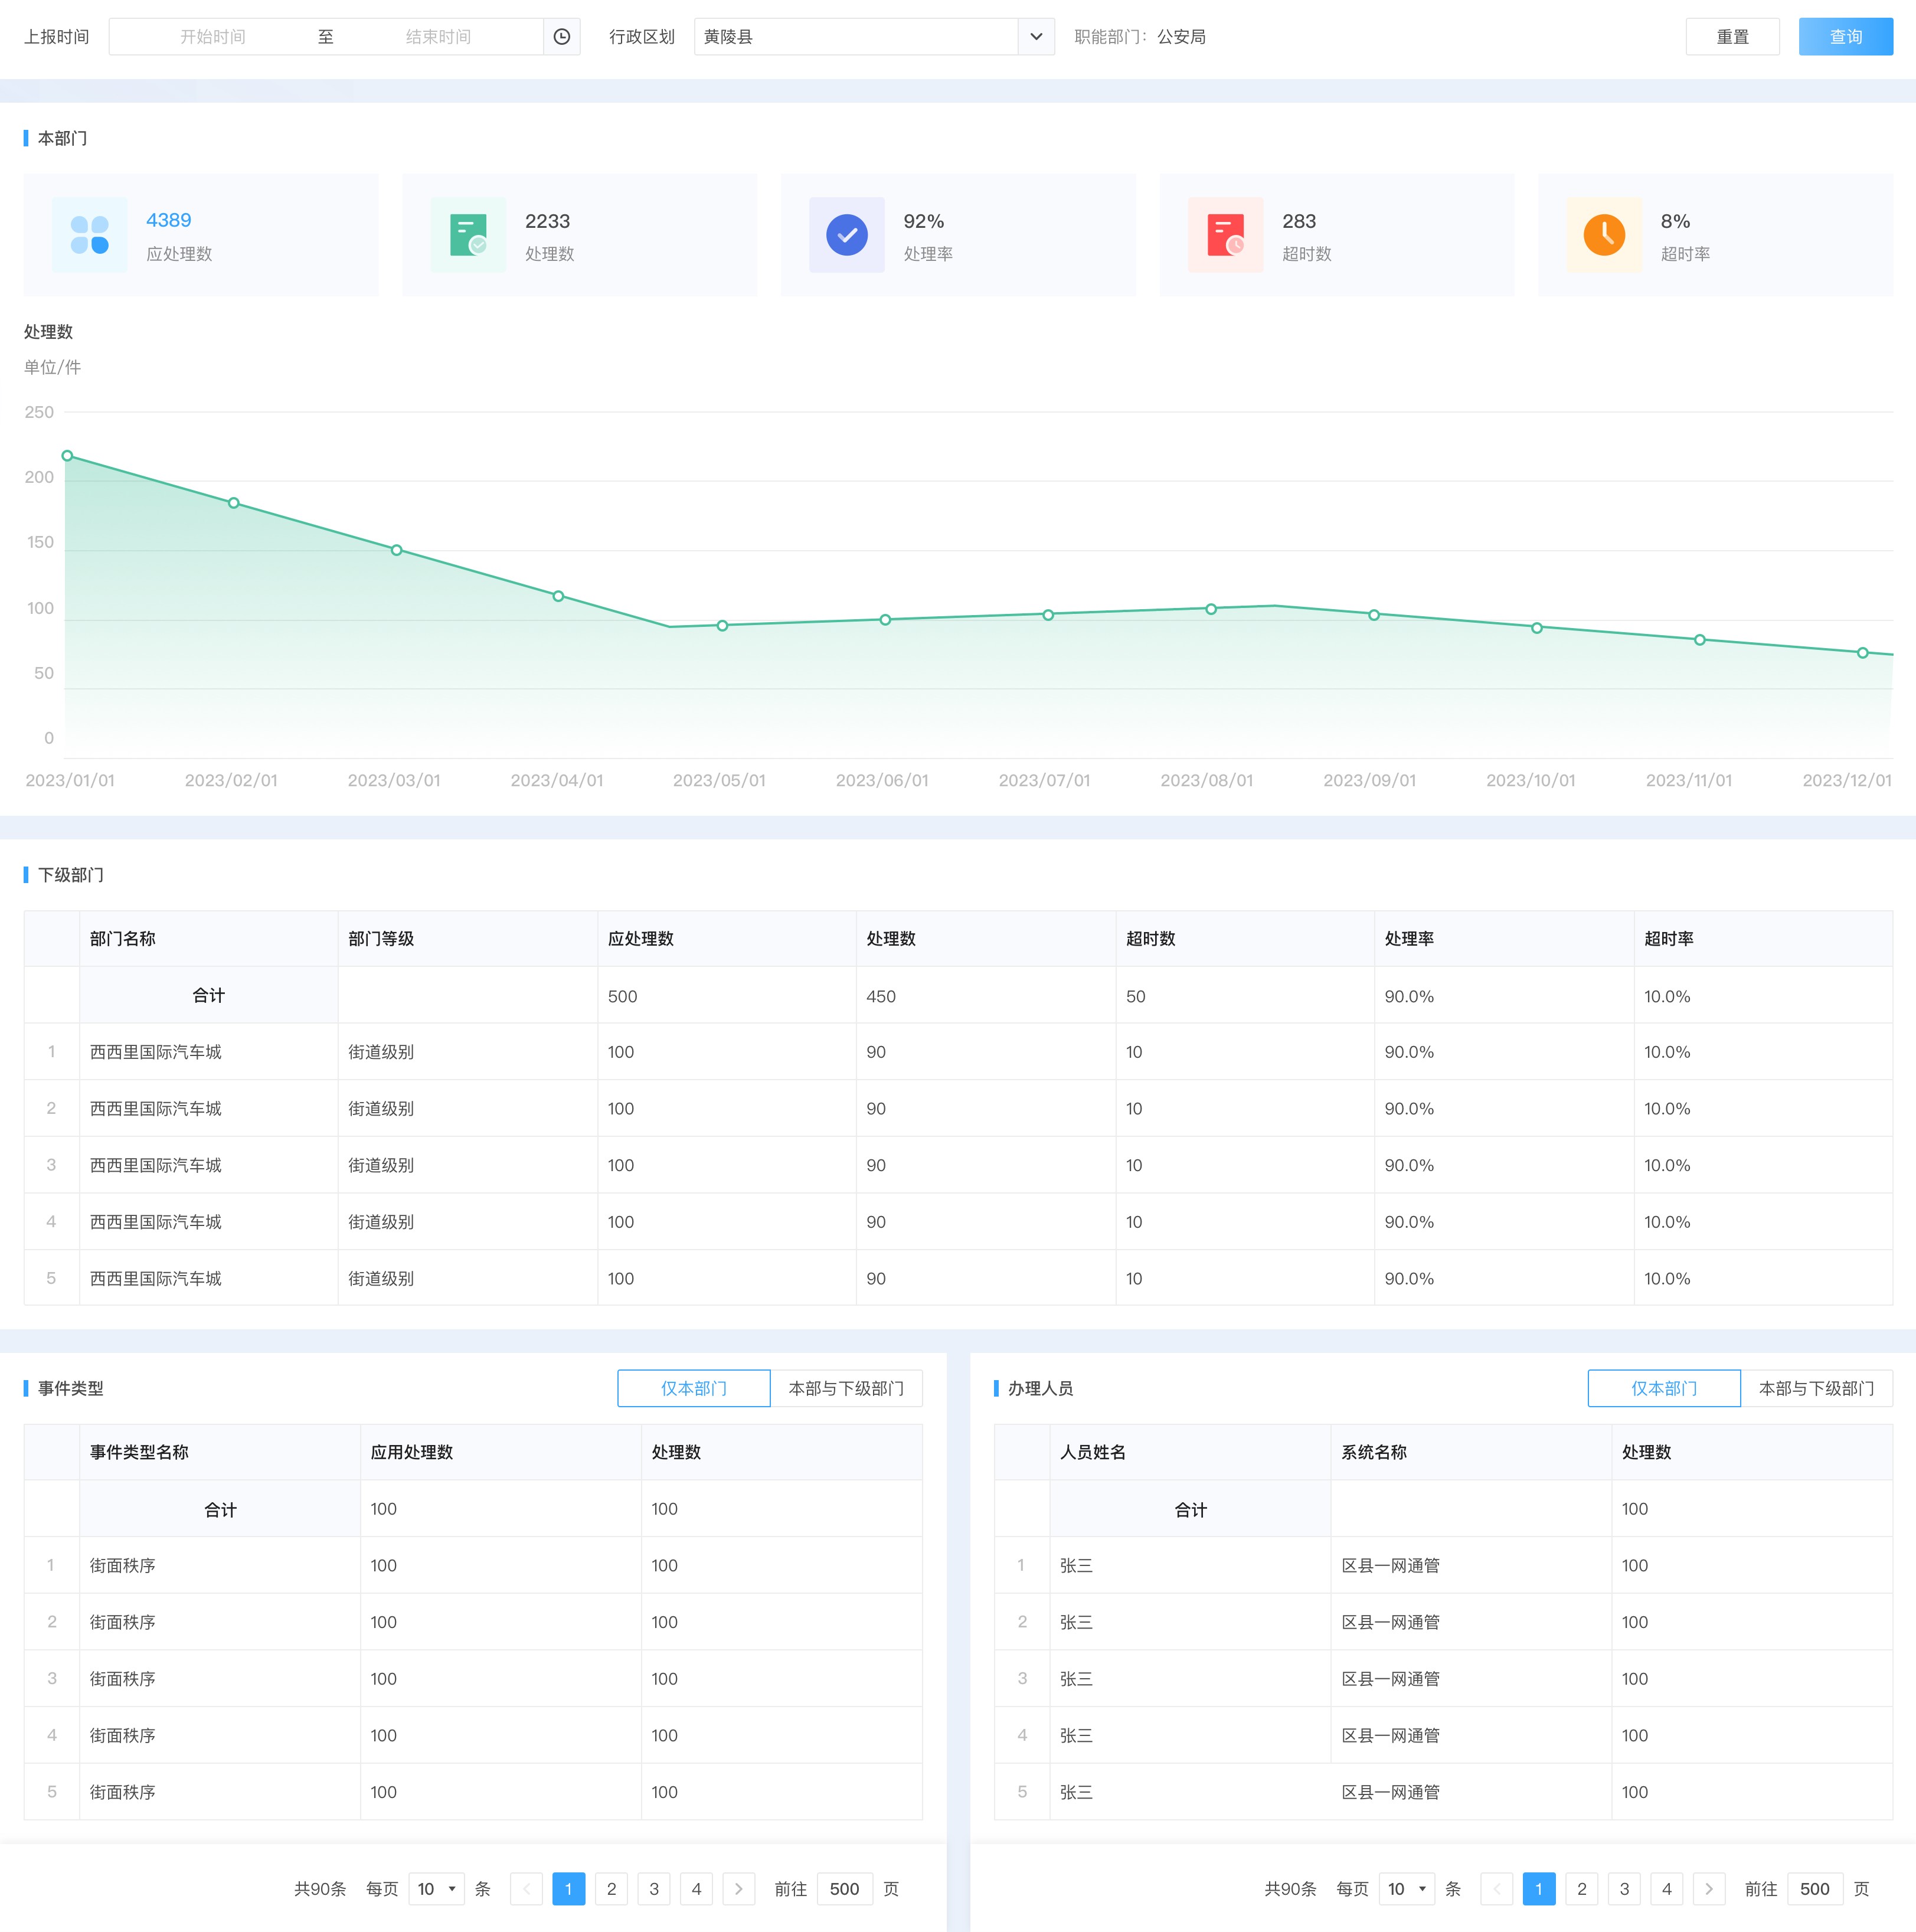 上报时间 开始时间 至 结束时间 行政区划 黄陵县 职能部门：公安局 重置 查询
本部门
4389 2233 92% 283 8%
应处理数 处理数 处理率 超时数 超时率
处理数
单位/件
250
200
150
100
50
0
2023/01/01 2023/02/01 2023/03/01 2023/04/01 2023/05/01 2023/06/01 2023/07/01 2023/08/01 2023/09/01 2023/10/01 2023/11/01 2023/12/01
下级部门
部门名称 部门等级 应处理数 处理数 超时数 处理率 超时率
合计 500 450 50 90.0% 10.0%
1 西西里国际汽车城 街道级别 100 90 10 90.0% 10.0%
2 西西里国际汽车城 街道级别 100 90 10 90.0% 10.0%
3 西西里国际汽车城 街道级别 100 90 10 90.0% 10.0%
4 西西里国际汽车城 街道级别 100 90 10 90.0% 10.0%
5 西西里国际汽车城 街道级别 100 90 10 90.0% 10.0%
事件类型 仅本部门 本部与下级部门
事件类型名称 应用处理数 处理数
合计 100 100
1 街面秩序 100 100
2 街面秩序 100 100
3 街面秩序 100 100
4 街面秩序 100 100
5 街面秩序 100 100
共90条 每页 10 条 1 2 3 4 前往 500 页
办理人员 仅本部门 本部与下级部门
人员姓名 系统名称 处理数
合计 100
1 张三 区县一网通管 100
2 张三 区县一网通管 100
3 张三 区县一网通管 100
4 张三 区县一网通管 100
5 张三 区县一网通管 100
共90条 每页 10 条 1 2 3 4 前往 500 页